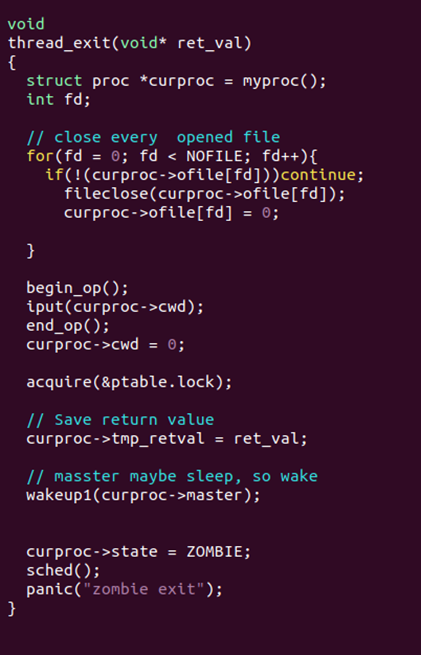 void
thread_exit(void* ret_val)
{
  struct proc *curproc = myproc();
  int fd;

  // close every  opened file
  for(fd = 0; fd < NOFILE; fd++){
    if(!(curproc->ofile[fd]))continue;
      fileclose(curproc->ofile[fd]);
      curproc->ofile[fd] = 0;

  }

  begin_op();
  iput(curproc->cwd);
  end_op();
  curproc->cwd = 0;

  acquire(&ptable.lock);

  // Save return value
  curproc->tmp_retval = ret_val;

  // masster maybe sleep, so wake
  wakeup1(curproc->master);


  curproc->state = ZOMBIE;
  sched();
  panic("zombie exit");
}